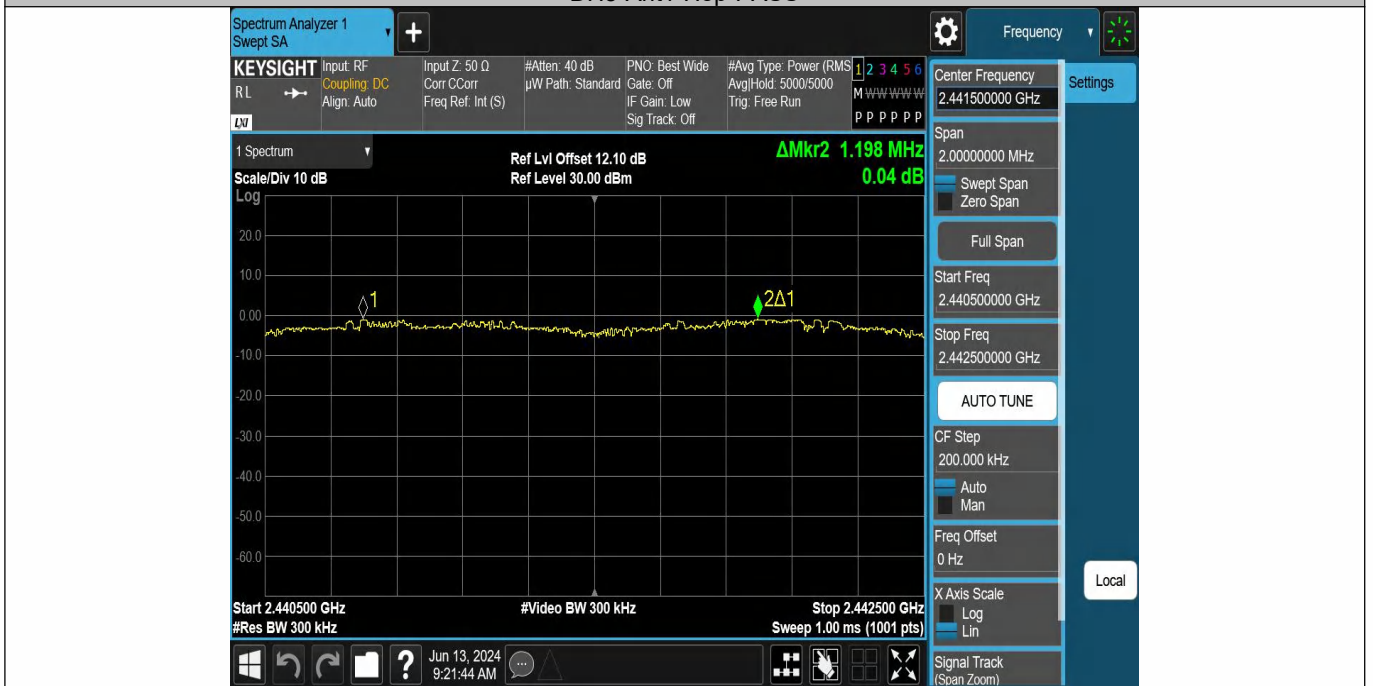 Spectrum Analyzer 1
Swept SA
+
Frequency
KEYSIGHT
RL
LXI
Input: RF
Coupling: DC
Align: Auto
Input Z: 50 Ω
Corr CCorr
Freq Ref: Int (S)
#Atten: 40 dB
µW Path: Standard
PNO: Best Wide
Gate: Off
IF Gain: Low
Sig Track: Off
#Avg Type: Power (RMS
Avg|Hold: 5000/5000
Trig: Free Run
1 2 3 4 5 6
M W W W W W
P P P P P P
1 Spectrum
Scale/Div 10 dB
Log
Ref Lvl Offset 12.10 dB
Ref Level 30.00 dBm
ΔMkr2 1.198 MHz
0.04 dB
20.0
10.0
0.00
-10.0
-20.0
-30.0
-40.0
-50.0
-60.0
1
2Δ1
Start 2.440500 GHz
#Res BW 300 kHz
#Video BW 300 kHz
Stop 2.442500 GHz
Sweep 1.00 ms (1001 pts)
?
Jun 13, 2024
9:21:44 AM
Center Frequency
2.441500000 GHz
Settings
Span
2.00000000 MHz
Swept Span
Zero Span
Full Span
Start Freq
2.440500000 GHz
Stop Freq
2.442500000 GHz
AUTO TUNE
CF Step
200.000 kHz
Auto
Man
Freq Offset
0 Hz
Local
X Axis Scale
Log
Lin
Signal Track
(Span Zoom)